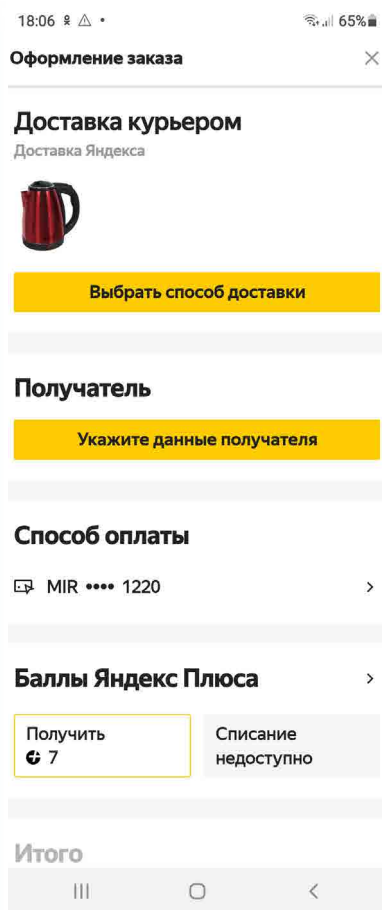 18:06
65%
Оформление заказа
Доставка курьером
Доставка Яндекса
Выбрать способ доставки
Получатель
Укажите данные получателя
Способ оплаты
MIR •••• 1220
Баллы Яндекс Плюса
Получить
7
Списание
недоступно
Итого